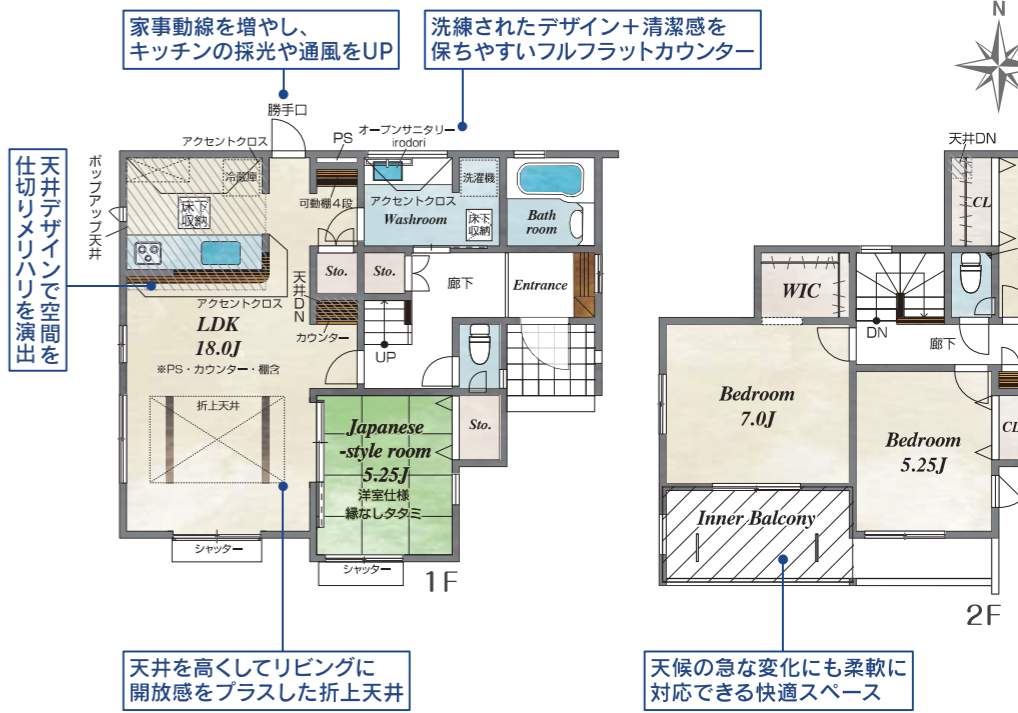 家事動線を増やし、
キッチンの採光や通風をUP
洗練されたデザイン+清潔感を
保ちやすいフルフラットカウンター
N
勝手口
アクセントクロス
PS
オープンサニタリー
irodori
天井デザインで空間を
仕切りメリハリを演出
ポップアップ天井
冷蔵庫
床下
収納
可動棚4段
アクセントクロス
Washroom
洗濯機
床下
収納
Bath
room
天井DN
CL
Sto.
Sto.
廊下
Entrance
アクセントクロス
天井DN
カウンター
LDK
18.0J
※PS・カウンター・棚含
UP
WIC
DN
廊下
折上天井
Japanese
-style room
5.25J
洋室仕様
縁なしタタミ
Sto.
Bedroom
7.0J
Bedroom
5.25J
CL
Inner Balcony
シャッター
シャッター
1F
2F
天井を高くしてリビングに
開放感をプラスした折上天井
天候の急な変化にも柔軟に
対応できる快適スペース